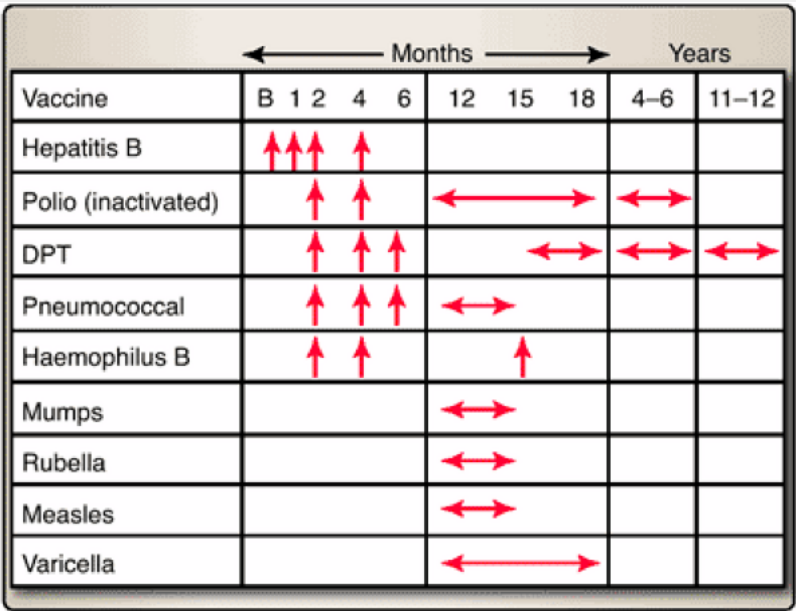 Months Years
Vaccine B 1 2 4 6 12 15 18 4–6 11–12
Hepatitis B
Polio (inactivated)
DPT
Pneumococcal
Haemophilus B
Mumps
Rubella
Measles
Varicella